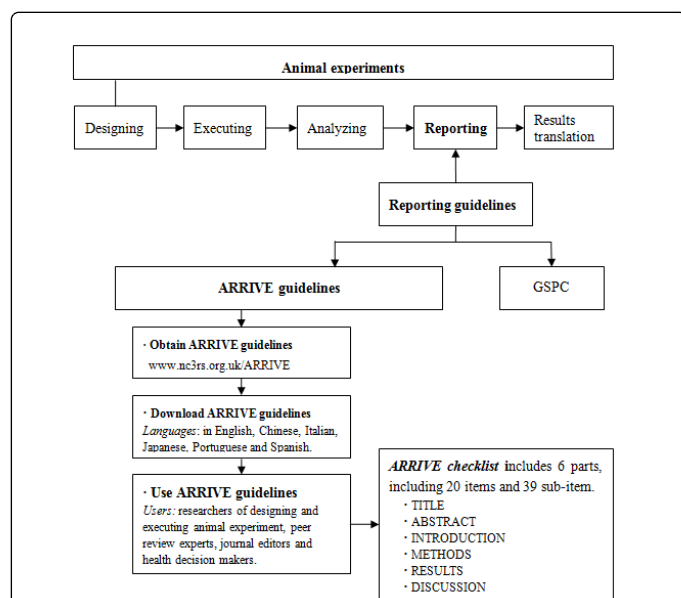 Animal experiments
Designing
Executing
Analyzing
Reporting
Results
translation
Reporting guidelines
ARRIVE guidelines
GSPC
· Obtain ARRIVE guidelines
www.nc3rs.org.uk/ARRIVE
· Download ARRIVE guidelines
Languages: in English, Chinese, Italian,
Japanese, Portuguese and Spanish.
· Use ARRIVE guidelines
Users: researchers of designing and
executing animal experiment, peer
review experts, journal editors and
health decision makers.
ARRIVE checklist includes 6 parts,
including 20 items and 39 sub-item.
· TITLE
· ABSTRACT
· INTRODUCTION
· METHODS
· RESULTS
· DISCUSSION